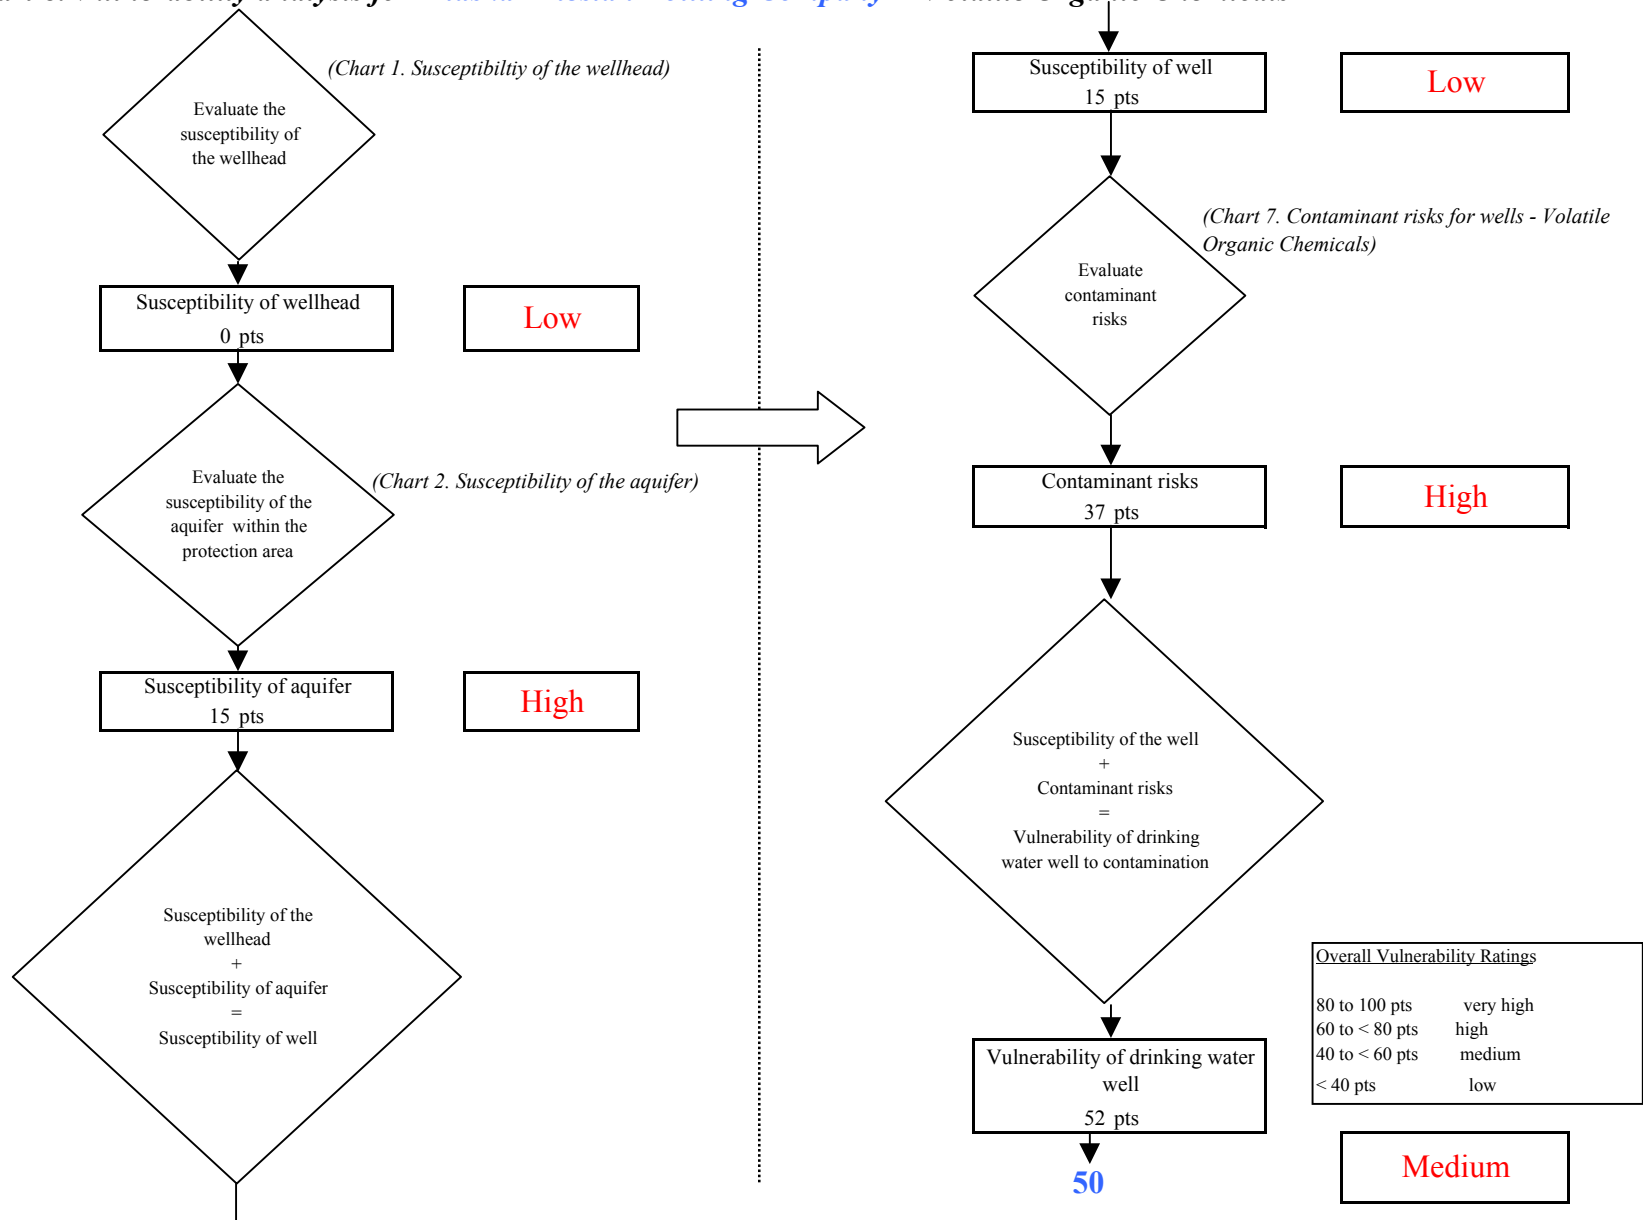 (Chart 1. Susceptibiltiy of the wellhead)
Evaluate the
susceptibility of
the wellhead
Susceptibility of wellhead
0 pts
Low
(Chart 2. Susceptibility of the aquifer)
Evaluate the
susceptibility of the
aquifer within the
protection area
Susceptibility of aquifer
15 pts
High
Susceptibility of the
wellhead
+
Susceptibility of aquifer
=
Susceptibility of well
Susceptibility of well
15 pts
Low
(Chart 7. Contaminant risks for wells - Volatile
Organic Chemicals)
Evaluate
contaminant
risks
Contaminant risks
37 pts
High
Susceptibility of the well
+
Contaminant risks
=
Vulnerability of drinking
water well to contamination
Overall Vulnerability Ratings
80 to 100 pts very high
60 to < 80 pts high
40 to < 60 pts medium
< 40 pts low
Vulnerability of drinking water
well
52 pts
50
Medium